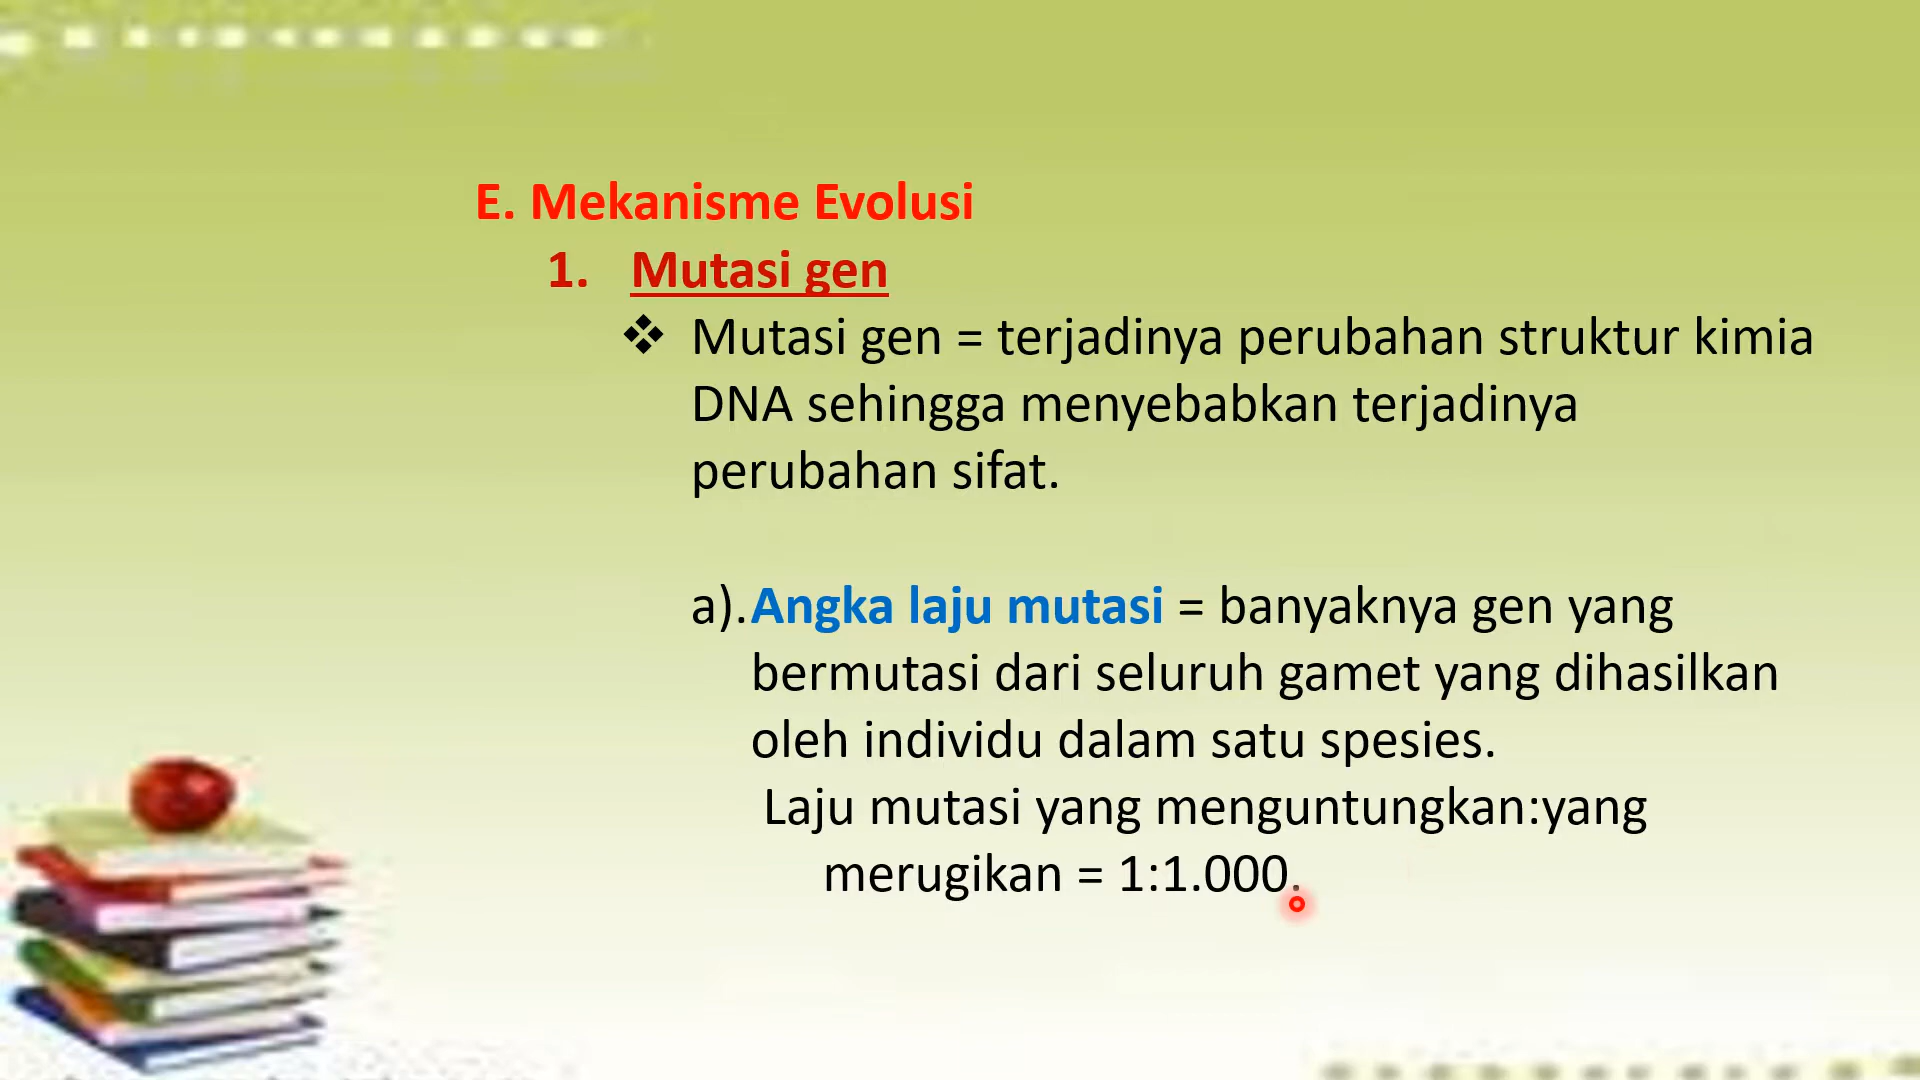 E. Mekanisme Evolusi
1. Mutasi gen
❖ Mutasi gen = terjadinya perubahan struktur kimia
DNA sehingga menyebabkan terjadinya
perubahan sifat.
a).Angka laju mutasi = banyaknya gen yang
bermutasi dari seluruh gamet yang dihasilkan
oleh individu dalam satu spesies.
Laju mutasi yang menguntungkan:yang
merugikan = 1:1.000.